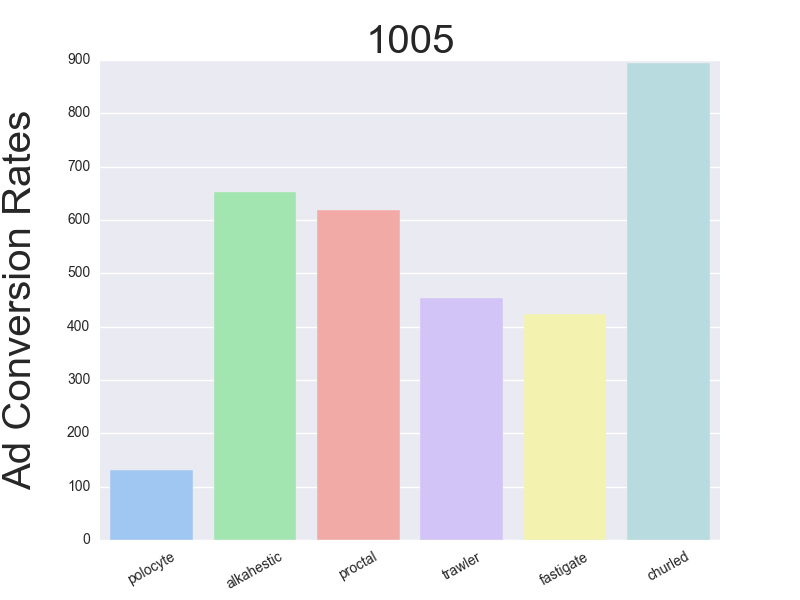 1005
Ad Conversion Rates
900
800
700
600
500
400
300
200
100
0
polocyte
alkahestic
proctal
trawler
fastigate
churled